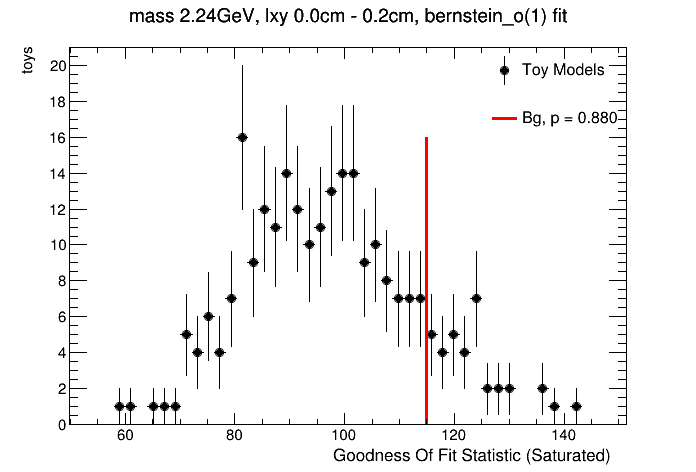 mass 2.24GeV, lxy 0.0cm - 0.2cm, bernstein_o(1) fit
toys
Toy Models
Bg, p = 0.880
20
18
16
14
12
10
8
6
4
2
0
60 80 100 120 140
Goodness Of Fit Statistic (Saturated)